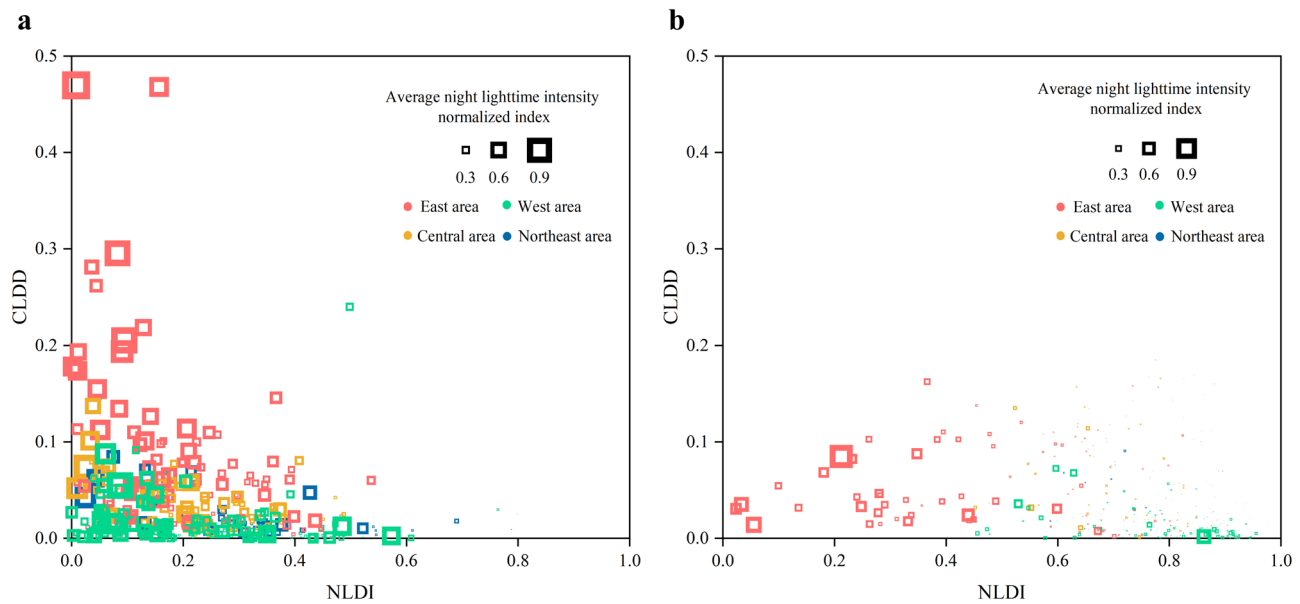 a
0.5
0.4
0.3
0.2
0.1
0.0
CLDD
0.0 0.2 0.4 0.6 0.8 1.0
NLDI
Average night lighttime intensity
normalized index
0.3 0.6 0.9
East area West area
Central area Northeast area
b
0.5
0.4
0.3
0.2
0.1
0.0
CLDD
0.0 0.2 0.4 0.6 0.8 1.0
NLDI
Average night lighttime intensity
normalized index
0.3 0.6 0.9
East area West area
Central area Northeast area